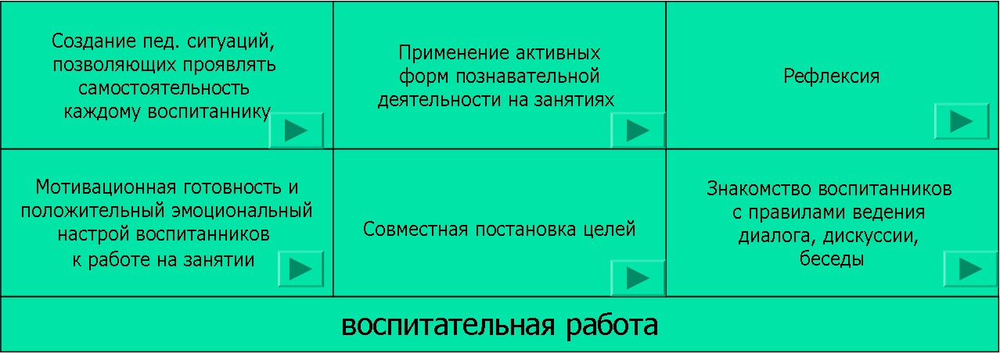 Создание пед. ситуаций,
позволяющих проявлять
самостоятельность
каждому воспитаннику
Применение активных
форм познавательной
деятельности на занятиях
Рефлексия
Мотивационная готовность и
положительный эмоциональный
настрой воспитанников
к работе на занятии
Совместная постановка целей
Знакомство воспитанников
с правилами ведения
диалога, дискуссии,
беседы
воспитательная работа